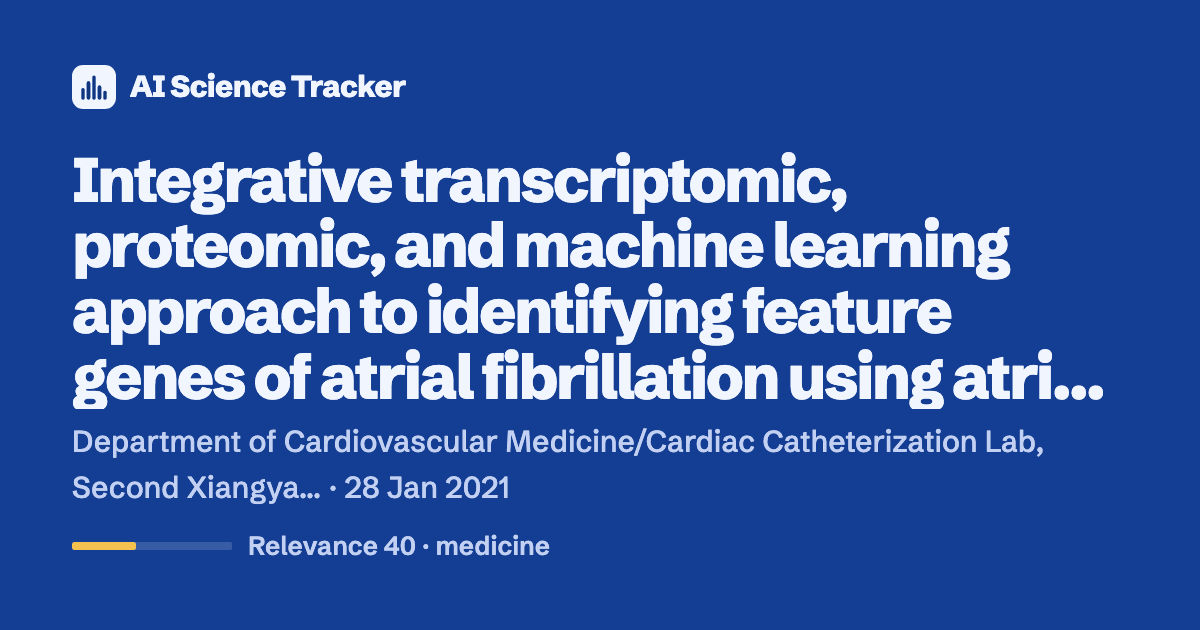 AI Science Tracker
Integrative transcriptomic,
proteomic, and machine learning
approach to identifying feature
genes of atrial fibrillation using atri...
Department of Cardiovascular Medicine/Cardiac Catheterization Lab,
Second Xiangya... · 28 Jan 2021
Relevance 40 · medicine